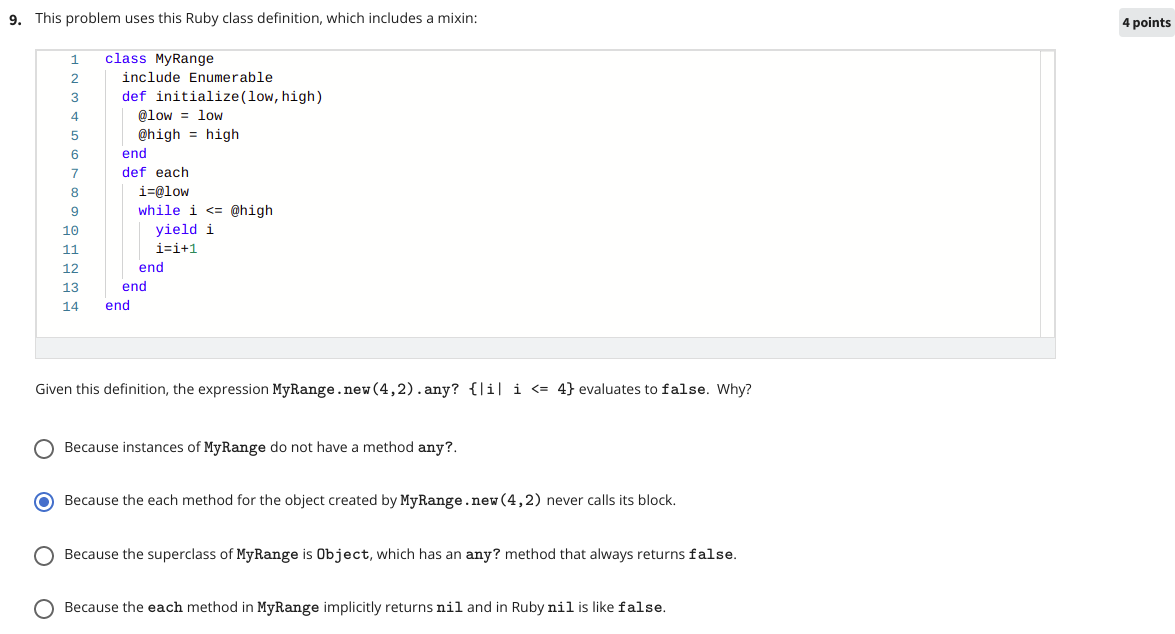 9. This problem uses this Ruby class definition, which includes a mixin:
4 points
1 class MyRange
2 include Enumerable
3 def initialize(low,high)
4 @low = low
5 @high = high
6 end
7 def each
8 i=@low
9 while i <= @high
10 yield i
11 i=i+1
12 end
13 end
14 end
Given this definition, the expression MyRange.new(4,2).any? {|i| i <= 4} evaluates to false. Why?
Because instances of MyRange do not have a method any?.
Because the each method for the object created by MyRange.new(4,2) never calls its block.
Because the superclass of MyRange is Object, which has an any? method that always returns false.
Because the each method in MyRange implicitly returns nil and in Ruby nil is like false.